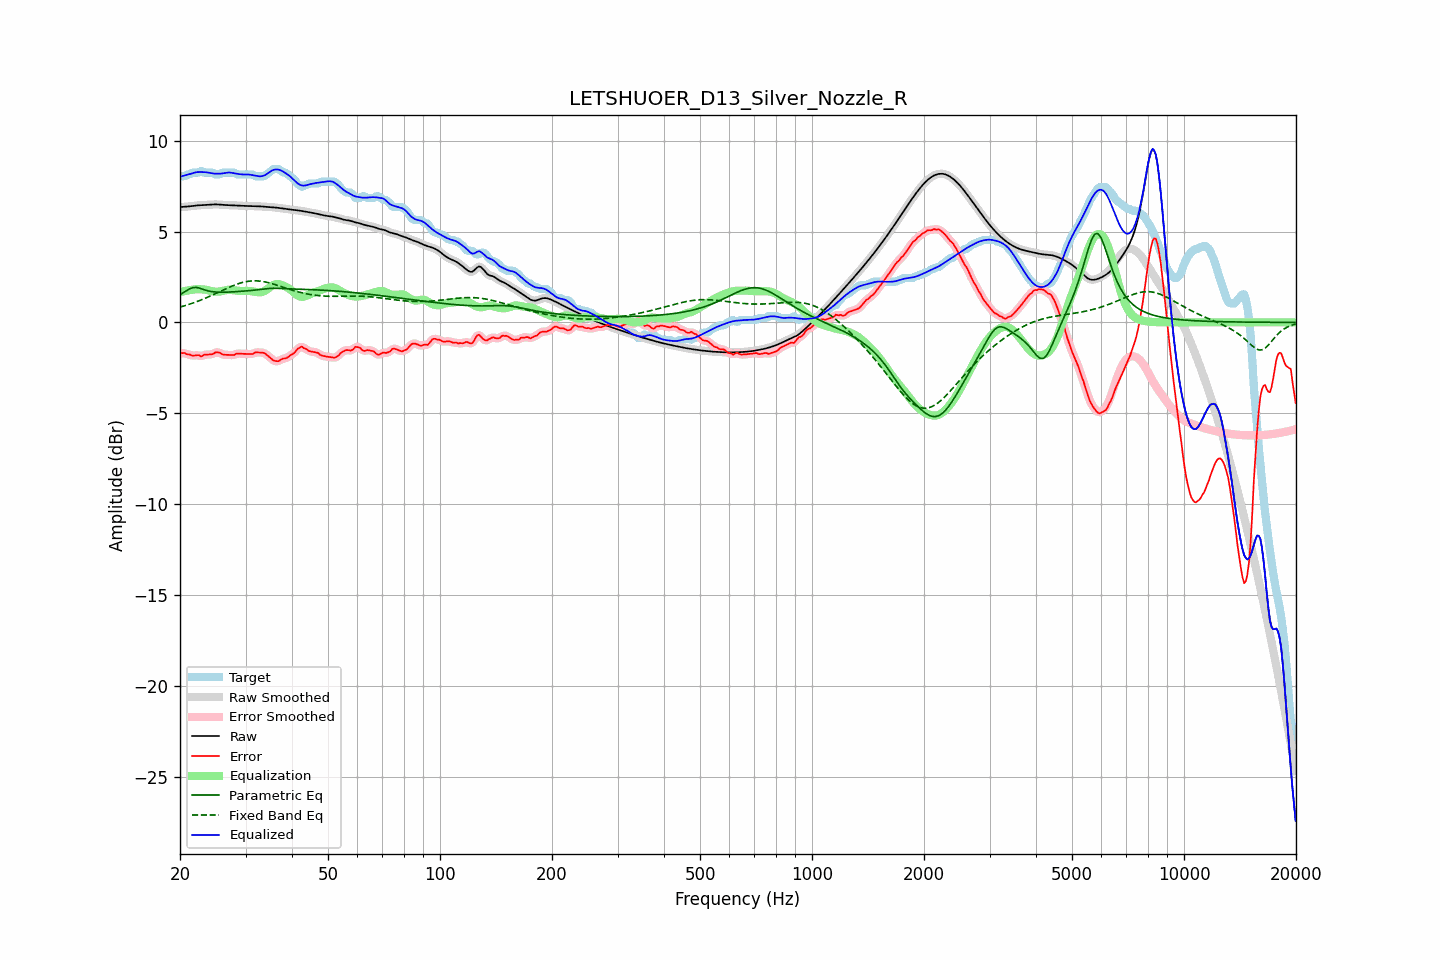 LETSHUOER_D13_Silver_Nozzle_R
10
5
0
−5
−10
−15
−20
−25
Amplitude (dBr)
Target
Raw Smoothed
Error Smoothed
Raw
Error
Equalization
Parametric Eq
Fixed Band Eq
Equalized
20 50 100 200 500 1000 2000 5000 10000 20000
Frequency (Hz)